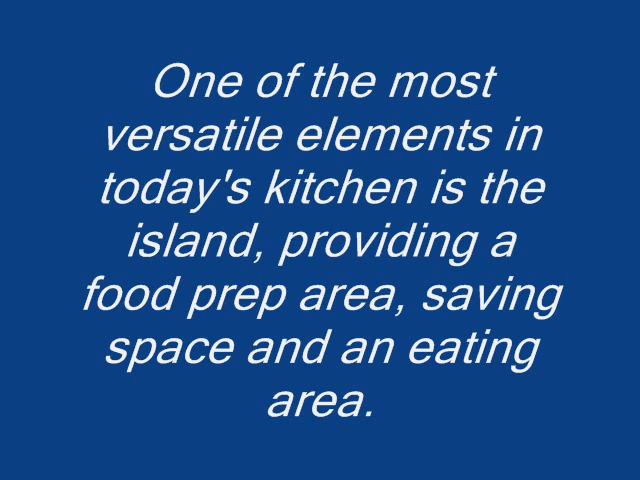 One of the most
versatile elements in
today's kitchen is the
island, providing a
food prep area, saving
space and an eating
area.